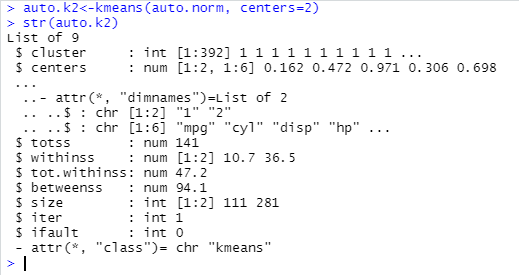 > auto.k2<-kmeans(auto.norm, centers=2)
> str(auto.k2)
List of 9
 $ cluster     : int [1:392] 1 1 1 1 1 1 1 1 1 1 ...
 $ centers     : num [1:2, 1:6] 0.162 0.472 0.971 0.306 0.698
...
  ..- attr(*, "dimnames")=List of 2
  .. ..$ : chr [1:2] "1" "2"
  .. ..$ : chr [1:6] "mpg" "cyl" "disp" "hp" ...
 $ totss       : num 141
 $ withinss    : num [1:2] 10.7 36.5
 $ tot.withinss: num 47.2
 $ betweenss   : num 94.1
 $ size        : int [1:2] 111 281
 $ iter        : int 1
 $ ifault      : int 0
 - attr(*, "class")= chr "kmeans"
>